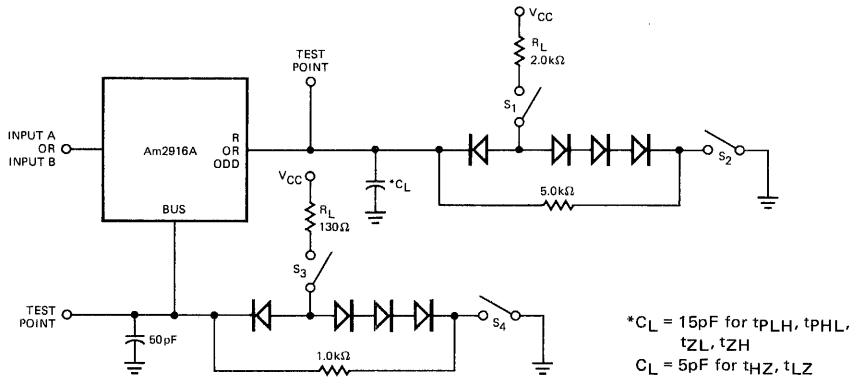 VCC
RL
2.0kΩ
TEST
POINT
S1
INPUT A
OR
INPUT B
Am2916A
R
OR
ODD
S2
*CL
VCC
5.0kΩ
BUS
RL
130Ω
S3
TEST
POINT
50pF
S4
1.0kΩ
*CL = 15pF for tPLH, tPHL,
tZL, tZH
CL = 5pF for tHZ, tLZ